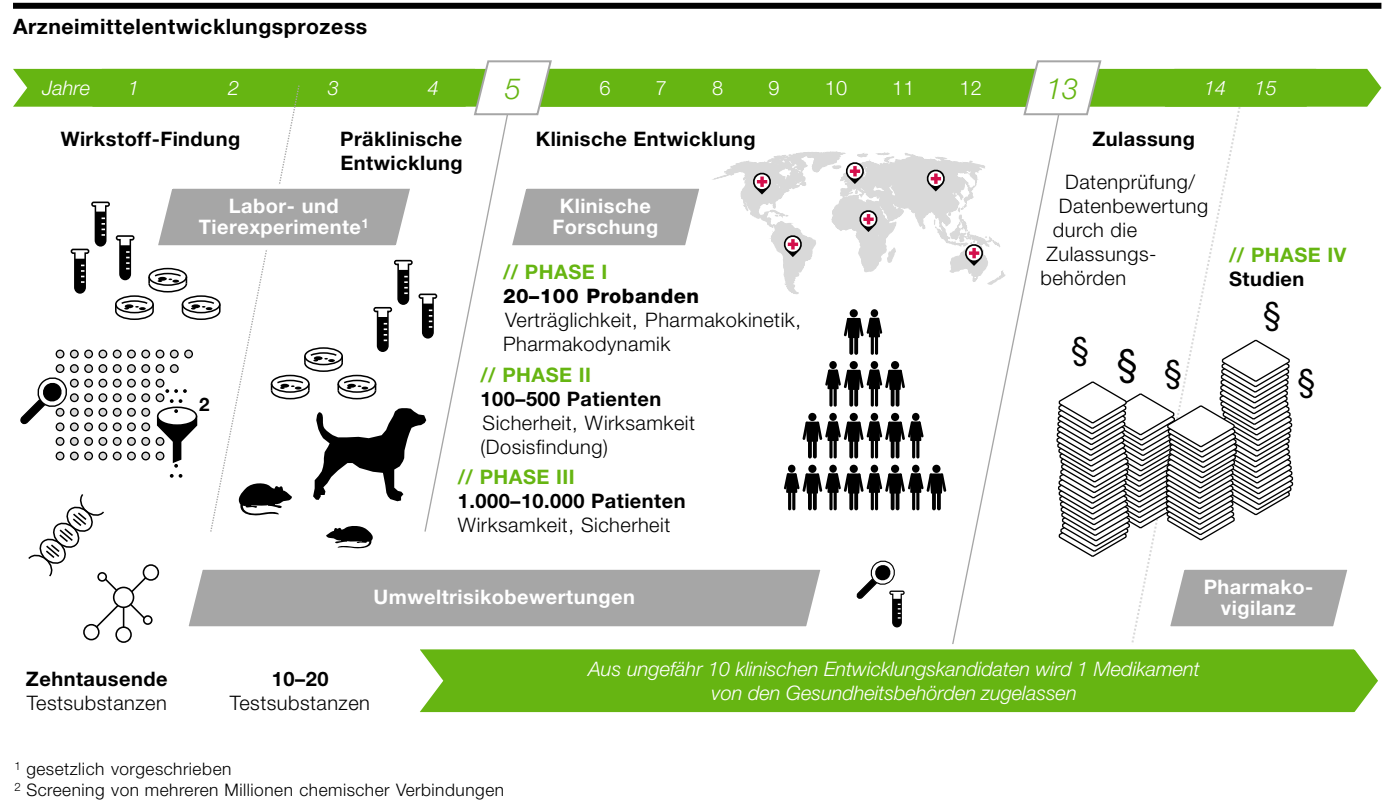 Arzneimittelentwicklungsprozess
Jahre 1 2 3 4 5 6 7 8 9 10 11 12 13 14 15
Wirkstoff-Findung
Präklinische
Entwicklung
Labor- und
Tierexperimente¹
2
Klinische Entwicklung
Klinische
Forschung
// PHASE I
20–100 Probanden
Verträglichkeit, Pharmakokinetik,
Pharmakodynamik
// PHASE II
100–500 Patienten
Sicherheit, Wirksamkeit
(Dosisfindung)
// PHASE III
1.000–10.000 Patienten
Wirksamkeit, Sicherheit
Zulassung
Datenprüfung/
Datenbewertung
durch die
Zulassungs-
behörden
// PHASE IV
Studien
§
§ § §
§
Umweltrisikobewertungen
Pharmako-
vigilanz
Zehntausende
Testsubstanzen
10–20
Testsubstanzen
Aus ungefähr 10 klinischen Entwicklungskandidaten wird 1 Medikament
von den Gesundheitsbehörden zugelassen
¹ gesetzlich vorgeschrieben
² Screening von mehreren Millionen chemischer Verbindungen